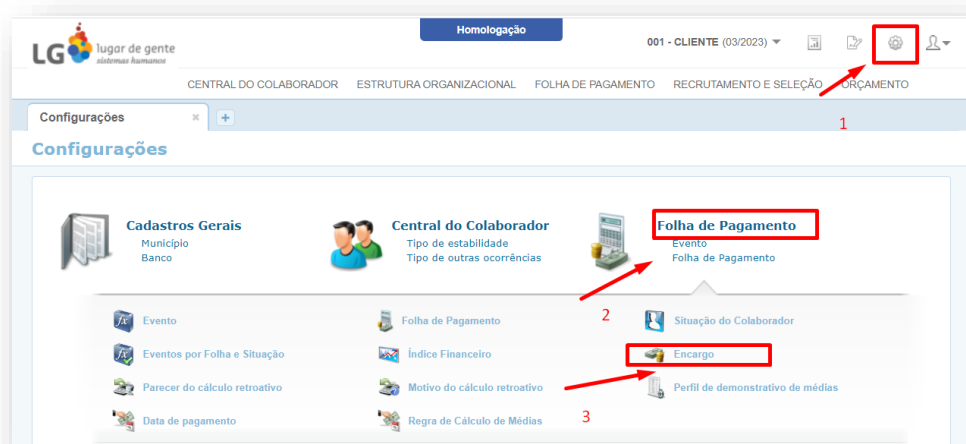 Homologação
LG lugar de gente
sistemas humanos
001 - CLIENTE (03/2023)
CENTRAL DO COLABORADOR ESTRUTURA ORGANIZACIONAL FOLHA DE PAGAMENTO RECRUTAMENTO E SELEÇÃO ORÇAMENTO
Configurações × +
1
Configurações
Cadastros Gerais
Município
Banco
Central do Colaborador
Tipo de estabilidade
Tipo de outras ocorrências
Folha de Pagamento
Evento
Folha de Pagamento
2
Evento Folha de Pagamento Situação do Colaborador
Eventos por Folha e Situação Índice Financeiro Encargo
Parecer do cálculo retroativo Motivo do cálculo retroativo Perfil de demonstrativo de médias
Data de pagamento Regra de Cálculo de Médias
3